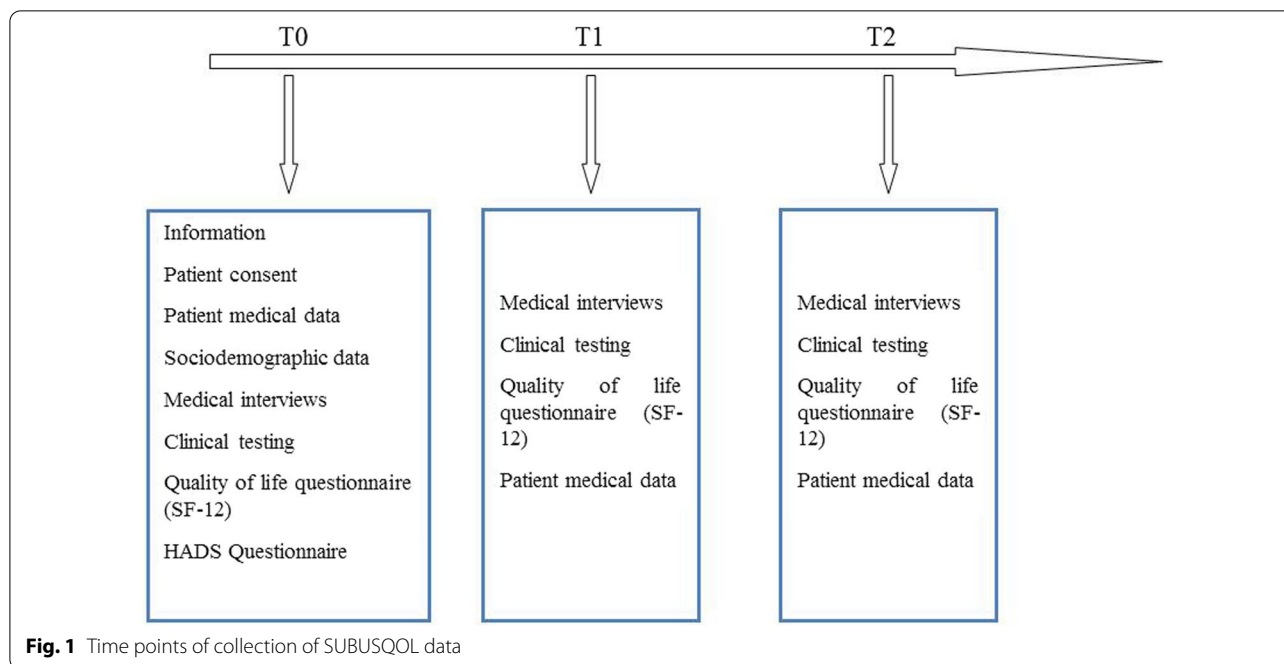 T0 T1 T2
Information
Patient consent
Patient medical data
Sociodemographic data
Medical interviews
Clinical testing
Quality of life questionnaire
(SF-12)
HADS Questionnaire
Medical interviews
Clinical testing
Quality of life
questionnaire (SF-
12)
Patient medical data
Medical interviews
Clinical testing
Quality of life
questionnaire (SF-
12)
Patient medical data
Fig. 1 Time points of collection of SUBUSQOL data